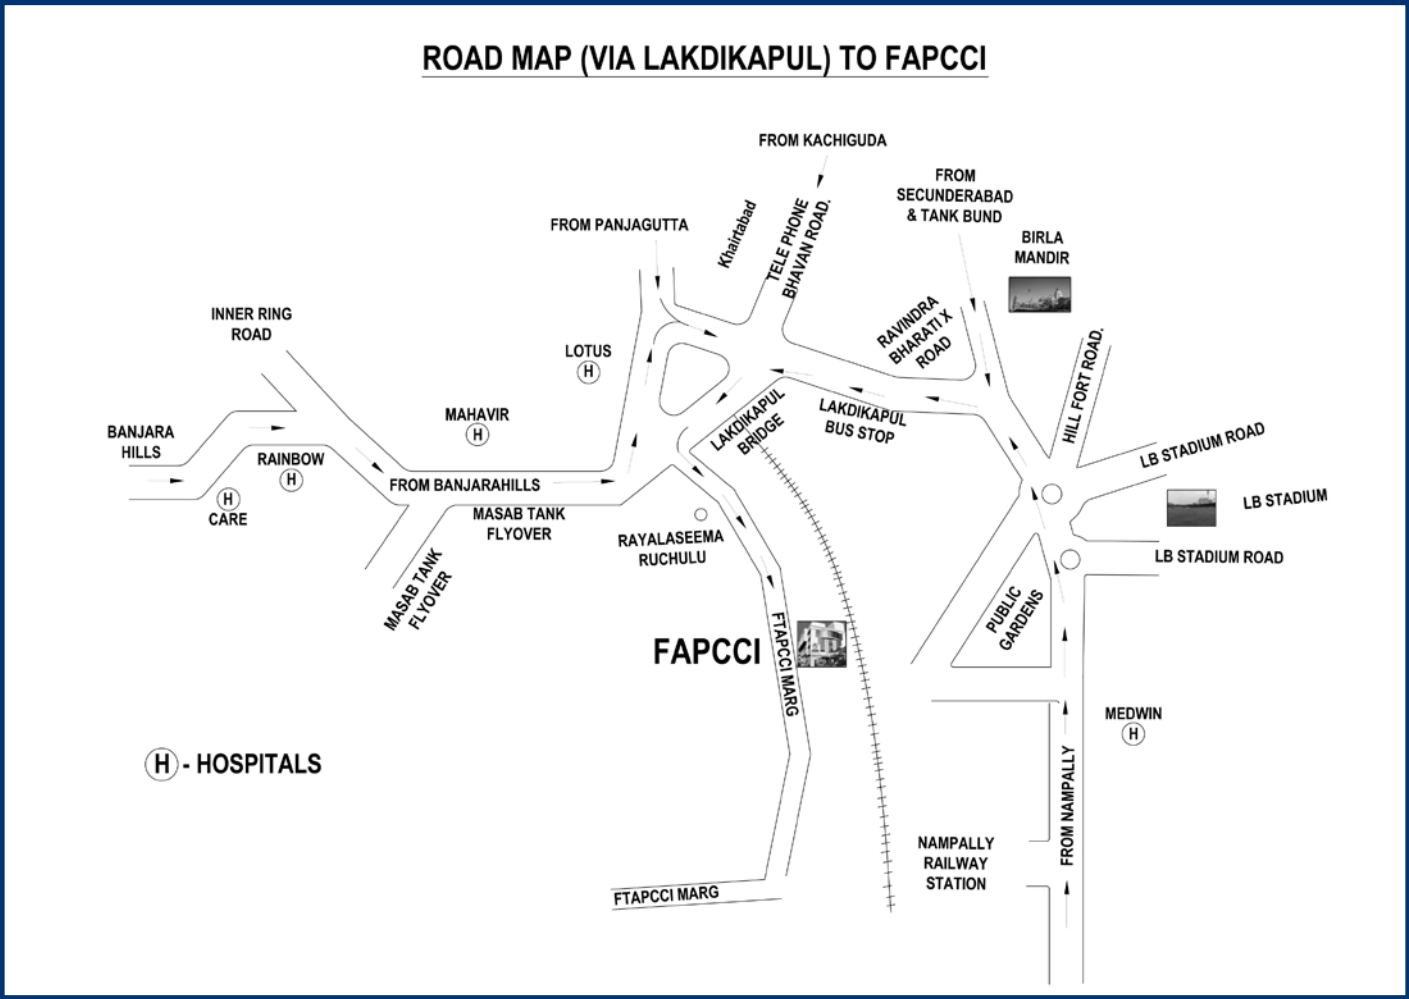 ROAD MAP (VIA LAKDIKAPUL) TO FAPCCI
FROM KACHIGUDA
FROM
SECUNDERABAD
& TANK BUND
FROM PANJAGUTTA
Khairtabad
TELE PHONE
BHAVAN ROAD.
BIRLA
MANDIR
INNER RING
ROAD
RAVINDRA
BHARATI X
ROAD
HILL FORT ROAD.
LOTUS
H
MAHAVIR
H
LAKDIKAPUL
BRIDGE
LAKDIKAPUL
BUS STOP
BANJARA
HILLS
RAINBOW
H
H
CARE
FROM BANJARAHILLS
MASAB TANK
FLYOVER
MASAB TANK
FLYOVER
RAYALASEEMA
RUCHULU
LB STADIUM ROAD
LB STADIUM
LB STADIUM ROAD
PUBLIC
GARDENS
FAPCCI
FTAPCCI MARG
MEDWIN
H
H - HOSPITALS
FROM NAMPALLY
NAMPALLY
RAILWAY
STATION
FTAPCCI MARG